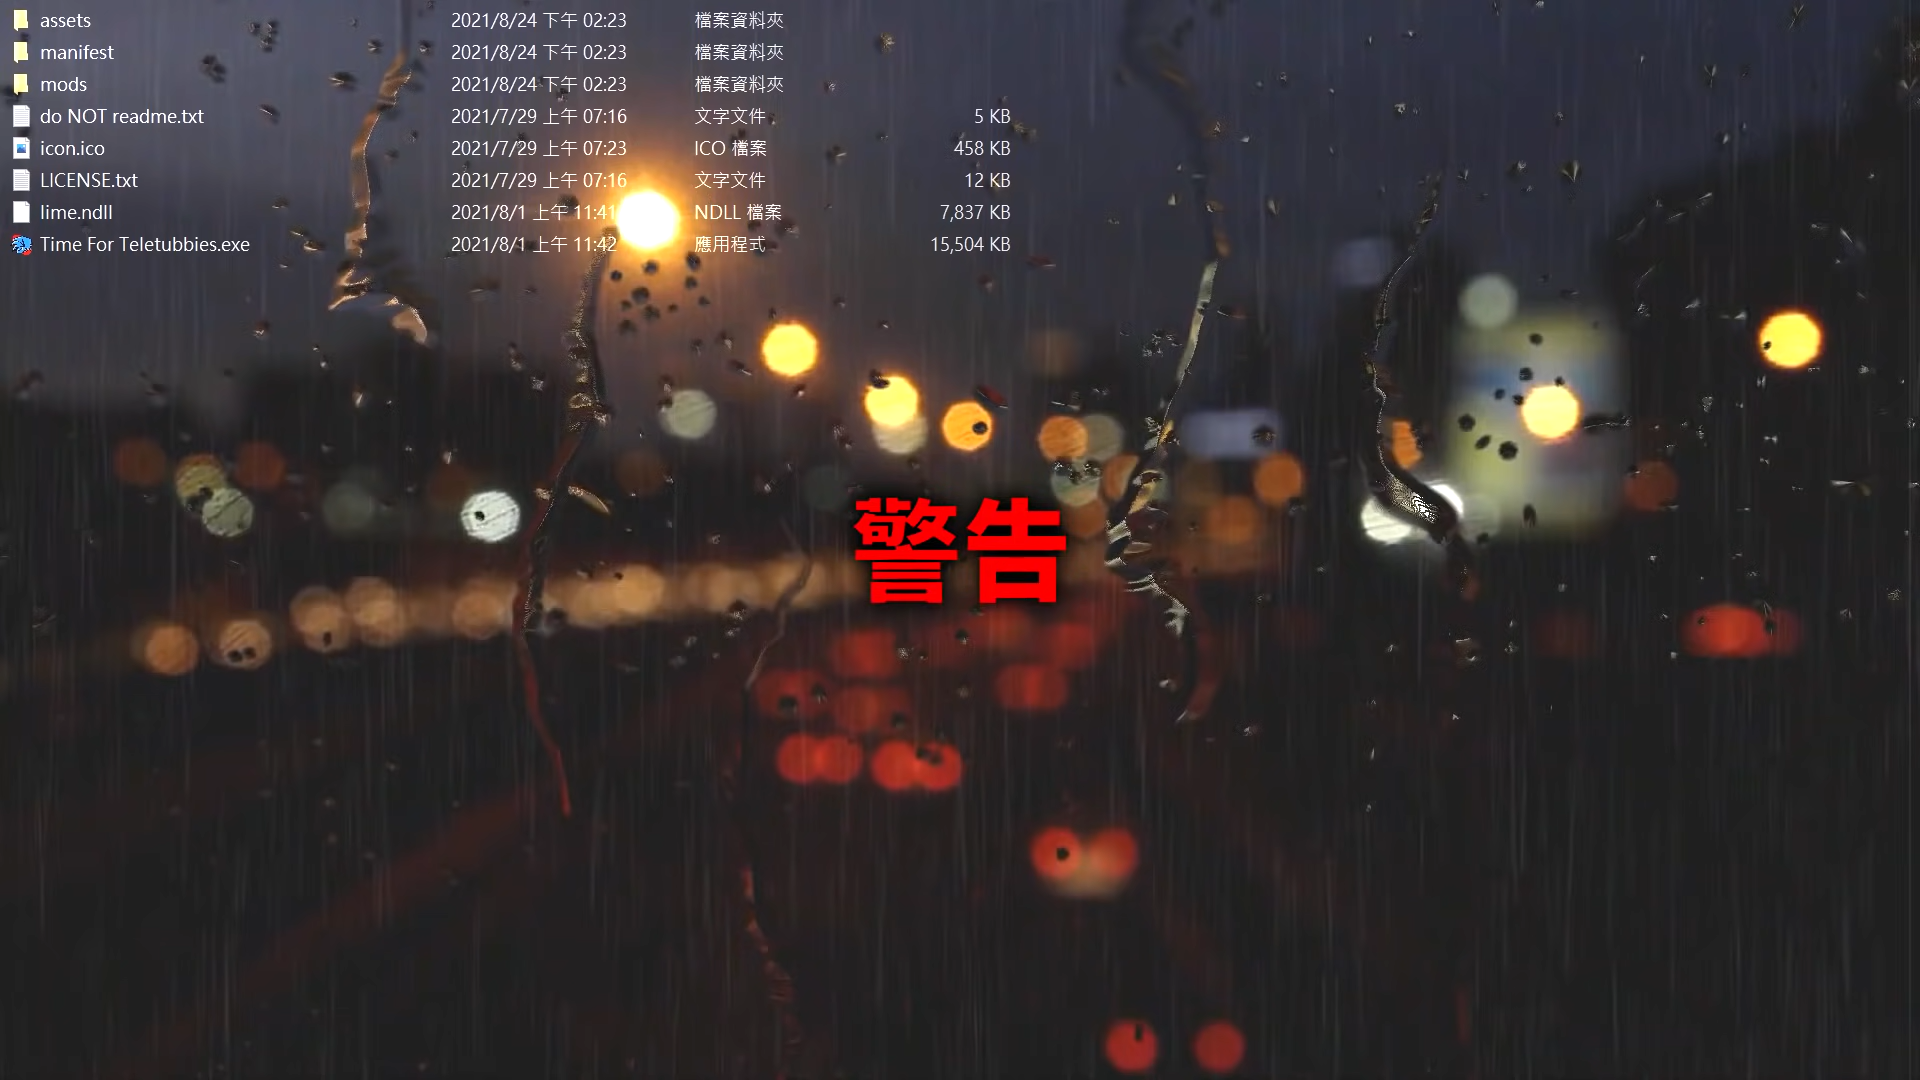 assets 2021/8/24 下午 02:23 檔案資料夾
manifest 2021/8/24 下午 02:23 檔案資料夾
mods 2021/8/24 下午 02:23 檔案資料夾
do NOT readme.txt 2021/7/29 上午 07:16 文字文件 5 KB
icon.ico 2021/7/29 上午 07:23 ICO 檔案 458 KB
LICENSE.txt 2021/7/29 上午 07:16 文字文件 12 KB
lime.ndll 2021/8/1 上午 11:41 NDLL 檔案 7,837 KB
Time For Teletubbies.exe 2021/8/1 上午 11:42 應用程式 15,504 KB
警告